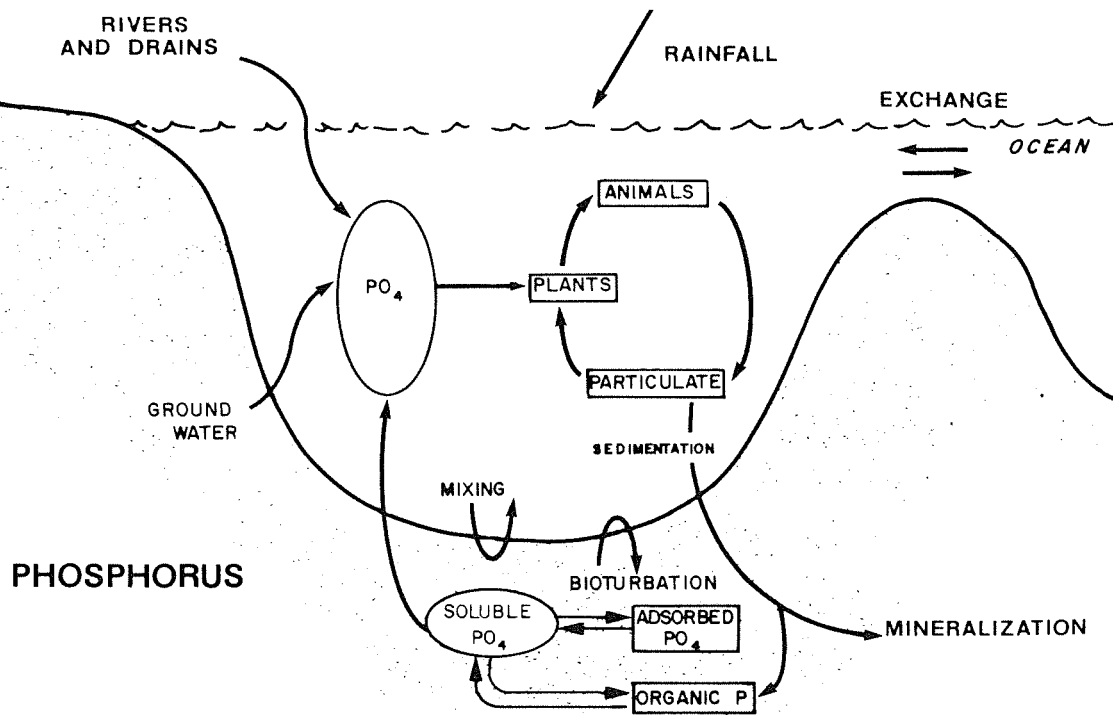 RIVERS
AND DRAINS
RAINFALL
EXCHANGE
OCEAN
ANIMALS
PO4
PLANTS
PARTICULATE
GROUND
WATER
SEDIMENTATION
MIXING
PHOSPHORUS
BIOTURBATION
SOLUBLE
PO4
ADSORBED
PO4
MINERALIZATION
ORGANIC P